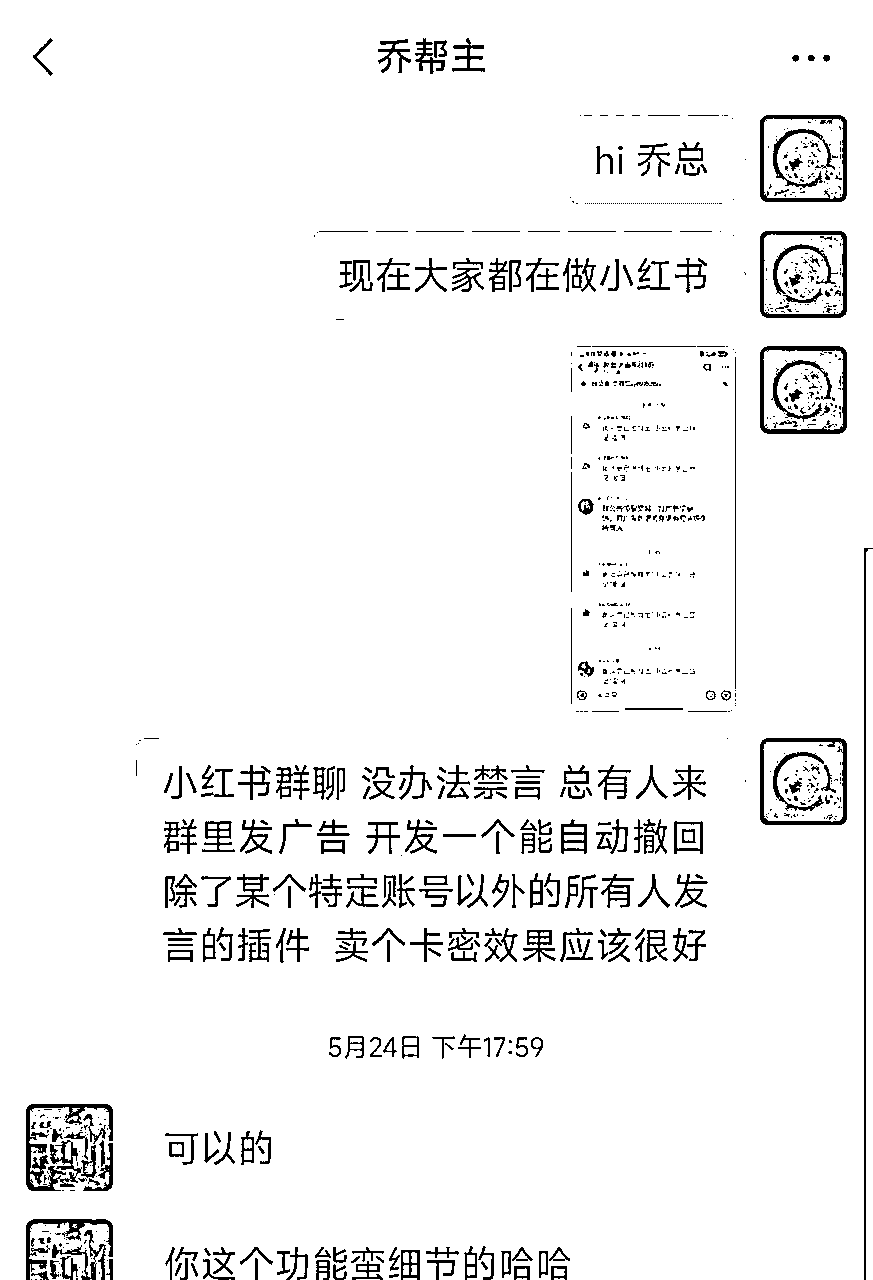 乔帮主
hi 乔总
现在大家都在做小红书
小红书群聊 没办法禁言 总有人来
群里发广告 开发一个能自动撤回
除了某个特定账号以外的所有人发
言的插件 卖个卡密效果应该很好
5月24日 下午17:59
可以的
你这个功能蛮细节的哈哈